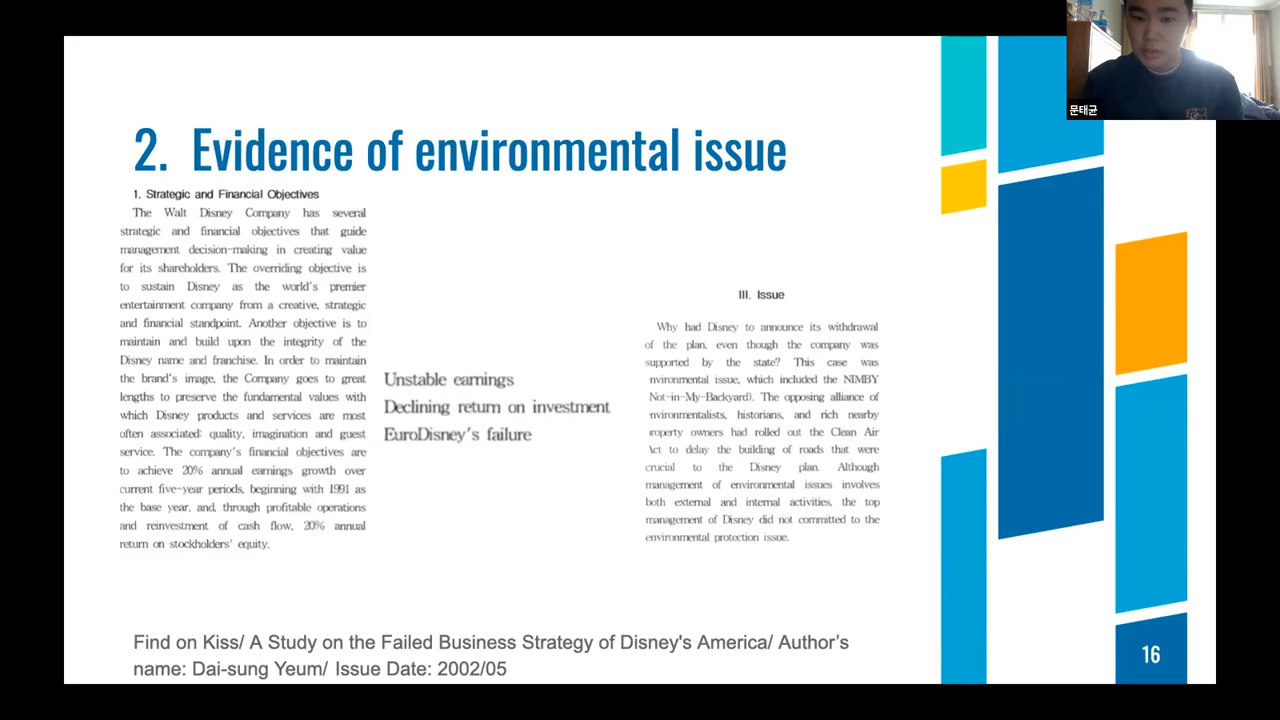 문태균
2. Evidence of environmental issue
1. Strategic and Financial Objectives
The Walt Disney Company has several
strategic and financial objectives that guide
management decision-making in creating value
for its shareholders. The overriding objective is
to sustain Disney as the world's premier
entertainment company from a creative, strategic
and financial standpoint. Another objective is to
maintain and build upon the integrity of the
Disney name and franchise. In order to maintain
the brand's image, the Company goes to great
lengths to preserve the fundamental values with
which Disney products and services are most
often associated: quality, imagination and guest
service. The company's financial objectives are
to achieve 20% annual earnings growth over
current five-year periods, beginning with 1991 as
the base year, and, through profitable operations
and reinvestment of cash flow, 20% annual
return on stockholders' equity.
Unstable earnings
Declining return on investment
EuroDisney's failure
III. Issue
Why had Disney to announce its withdrawal
of the plan, even though the company was
supported by the state? This case was
nvironmental issue, which included the NIMBY
Not-in-My-Backyard). The opposing alliance of
nvironmentalists, historians, and rich nearby
roperty owners had rolled out the Clean Air
Act to delay the building of roads that were
crucial to the Disney plan. Although
management of environmental issues involves
both external and internal activities, the top
management of Disney did not committed to the
environmental protection issue.
Find on Kiss/ A Study on the Failed Business Strategy of Disney's America/ Author's
name: Dai-sung Yeum/ Issue Date: 2002/05
16